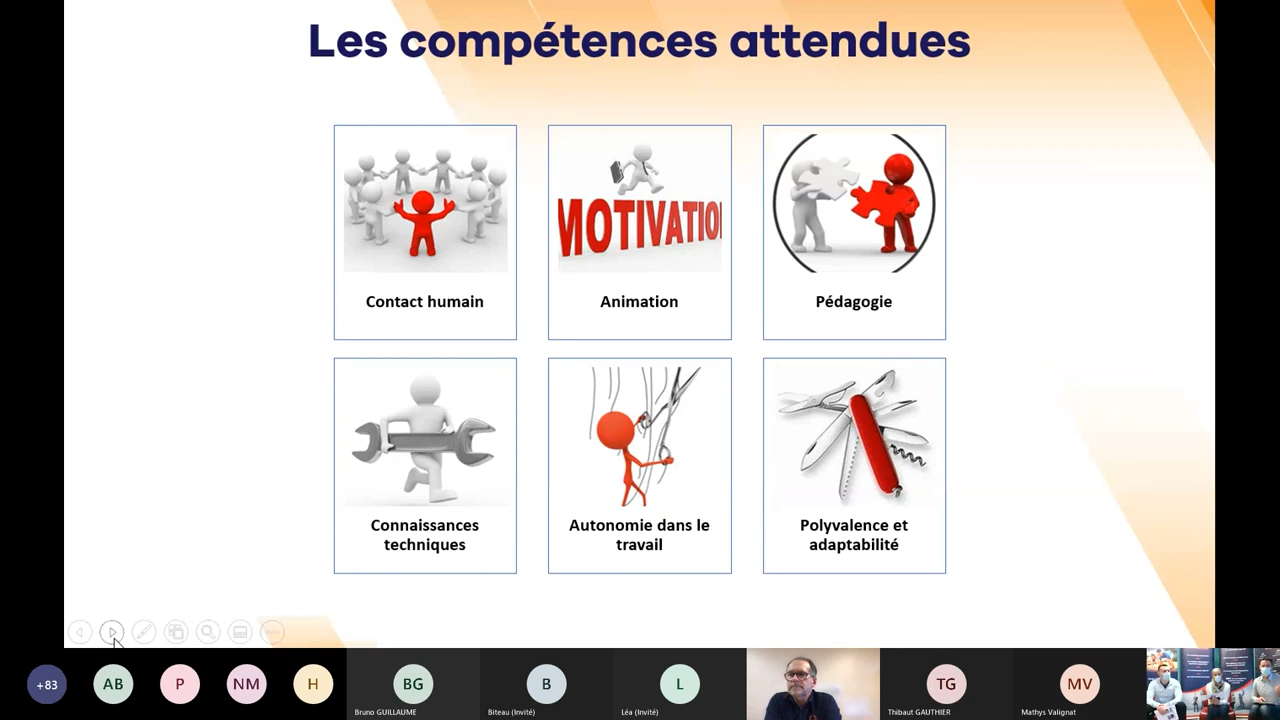 Les compétences attendues
MOTIVATIO
Contact humain
Animation
Pédagogie
Connaissances
techniques
Autonomie dans le
travail
Polyvalence et
adaptabilité
+83
AB
P
NM
H
BG
Bruno GUILLAUME
B
Biteau (Invité)
L
Léa (Invité)
TG
Thibaut GAUTHIER
MV
Mathys Valignat